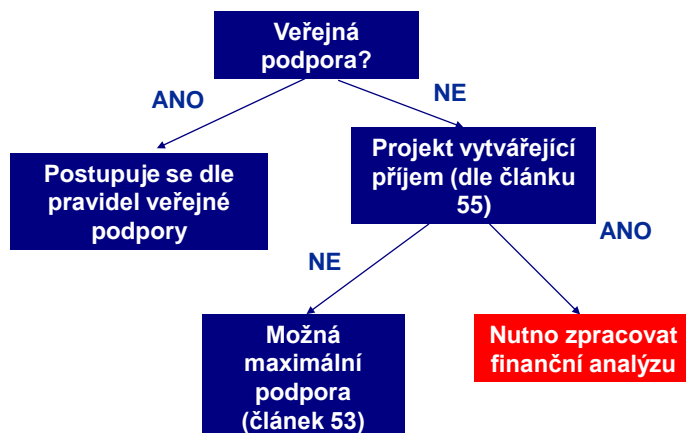 Veřejná
podpora?
ANO
NE
Postupuje se dle
pravidel veřejné
podpory
Projekt vytvářející
příjem (dle článku
55)
NE
ANO
Možná
maximální
podpora
(článek 53)
Nutno zpracovat
finanční analýzu